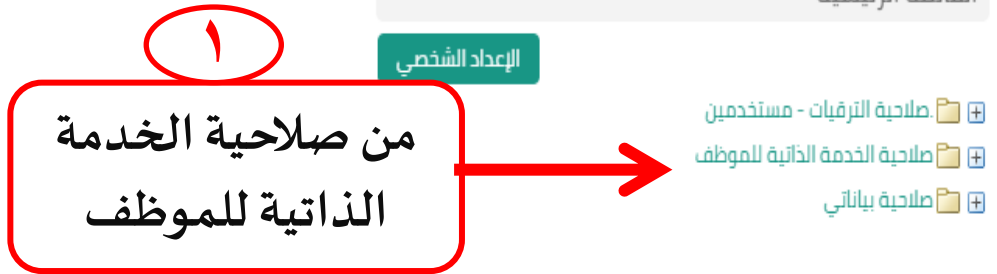 الإعداد الشخصي
١
من صلاحية الخدمة
الذاتية للموظف
.صلاحية الترقيات - مستخدمين
صلاحية الخدمة الذاتية للموظف
صلاحية بياناتي